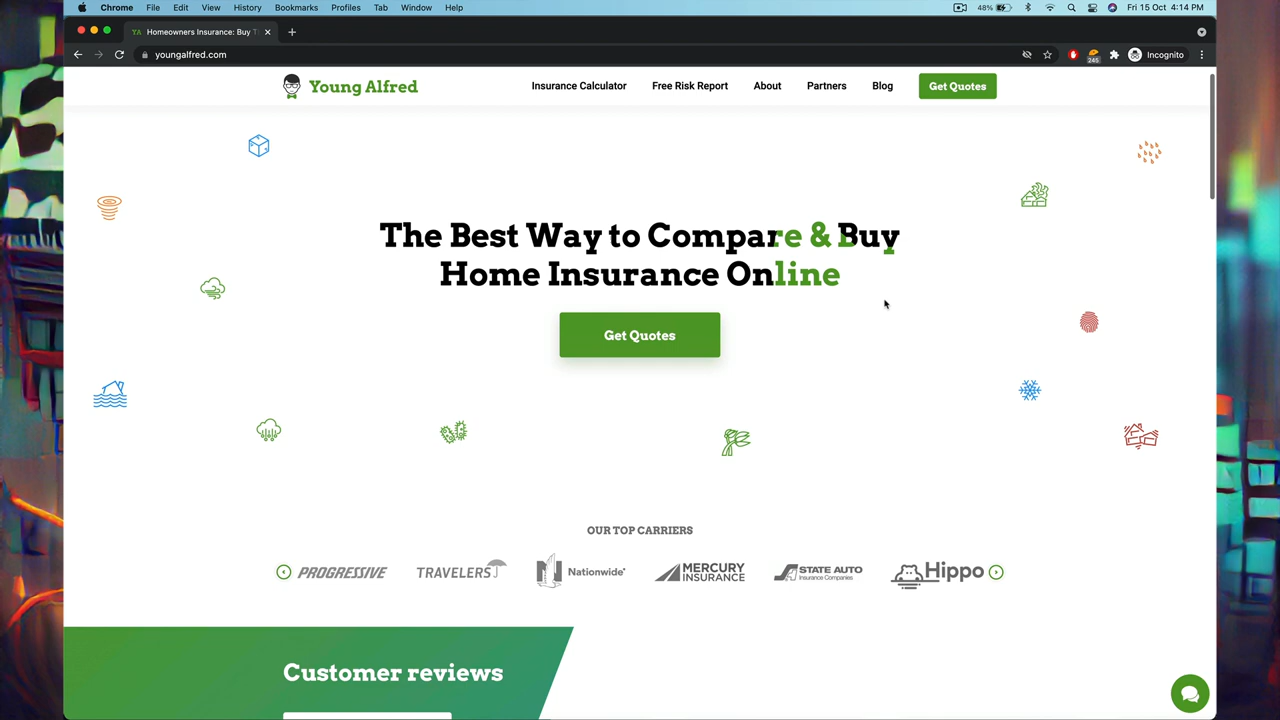 Chrome File Edit View History Bookmarks Profiles Tab Window Help 48% Fri 15 Oct 4:14 PM
YA Homeowners Insurance: Buy
youngalfred.com 245 Incognito
Young Alfred Insurance Calculator Free Risk Report About Partners Blog Get Quotes
The Best Way to Compare & Buy
Home Insurance Online
Get Quotes
OUR TOP CARRIERS
PROGRESSIVE TRAVELERS Nationwide MERCURY INSURANCE STATE AUTO Insurance Companies Hippo
Customer reviews